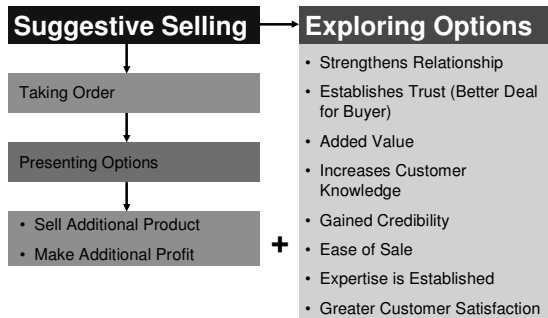 Suggestive Selling
Taking Order
Presenting Options
• Sell Additional Product
• Make Additional Profit
+
Exploring Options
• Strengthens Relationship
• Establishes Trust (Better Deal
for Buyer)
• Added Value
• Increases Customer
Knowledge
• Gained Credibility
• Ease of Sale
• Expertise is Established
• Greater Customer Satisfaction